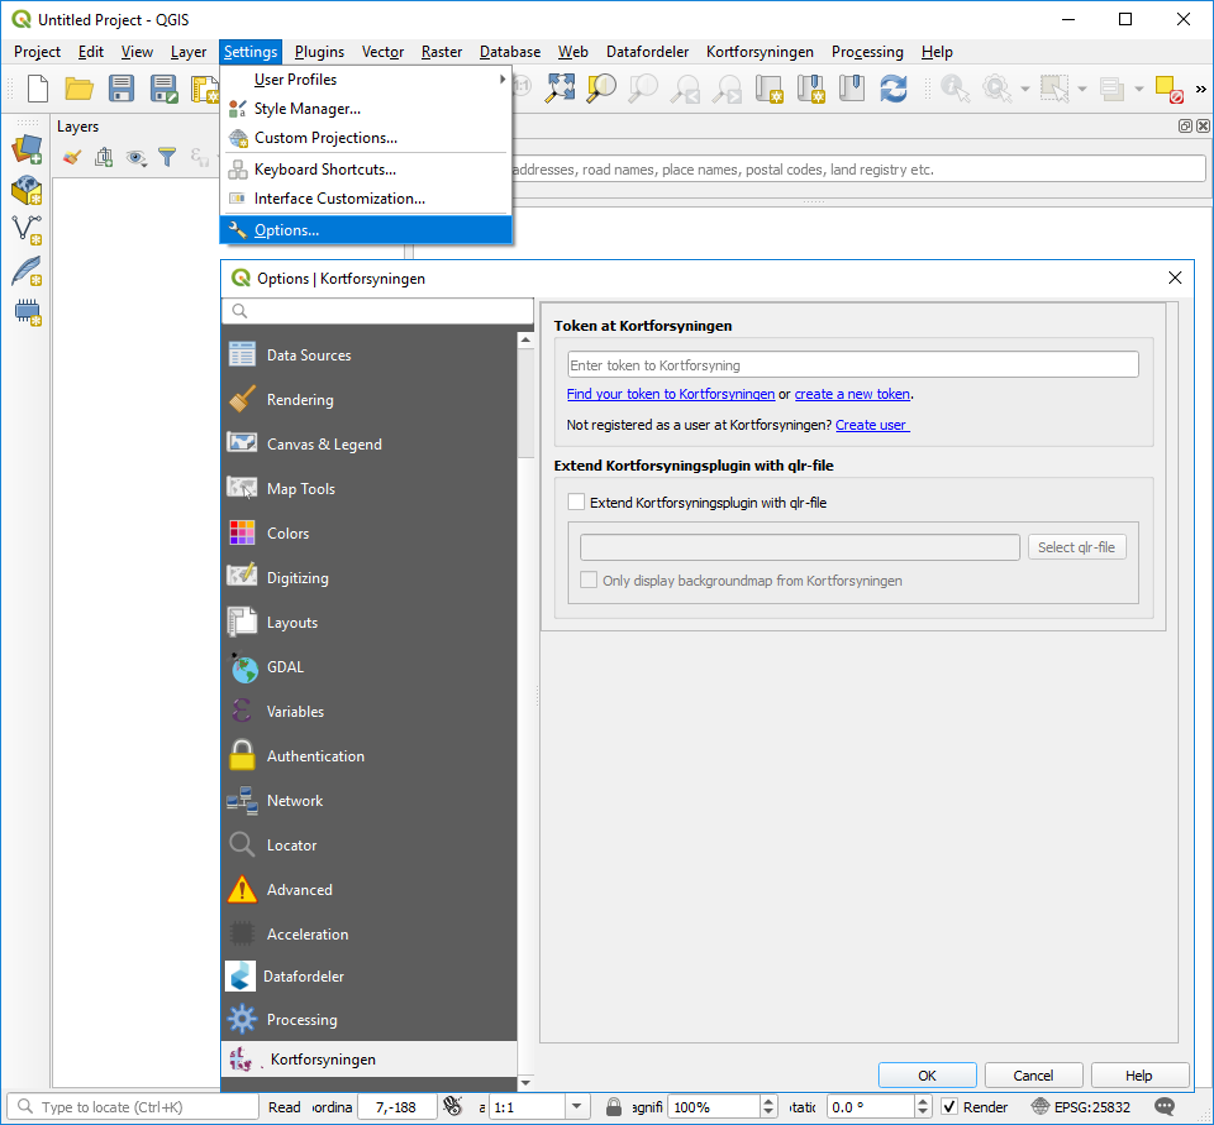 Untitled Project - QGIS
Project Edit View Layer Settings Plugins Vector Raster Database Web Datafordeler Kortforsyningen Processing Help
User Profiles
Style Manager...
Custom Projections...
Keyboard Shortcuts...
Interface Customization...
Options...
Layers
addresses, road names, place names, postal codes, land registry etc.
Options | Kortforsyningen
Data Sources
Rendering
Canvas & Legend
Map Tools
Colors
Digitizing
Layouts
GDAL
Variables
Authentication
Network
Locator
Advanced
Acceleration
Datafordeler
Processing
Kortforsyningen
Token at Kortforsyningen
Enter token to Kortforsyning
Find your token to Kortforsyningen or create a new token.
Not registered as a user at Kortforsyningen? Create user
Extend Kortforsyningsplugin with qlr-file
Extend Kortforsyningsplugin with qlr-file
Select qlr-file
Only display backgroundmap from Kortforsyningen
OK Cancel Help
Type to locate (Ctrl+K) Read ordina 7,-188 1:1 agnifi 100% tatic 0.0 ° Render EPSG:25832